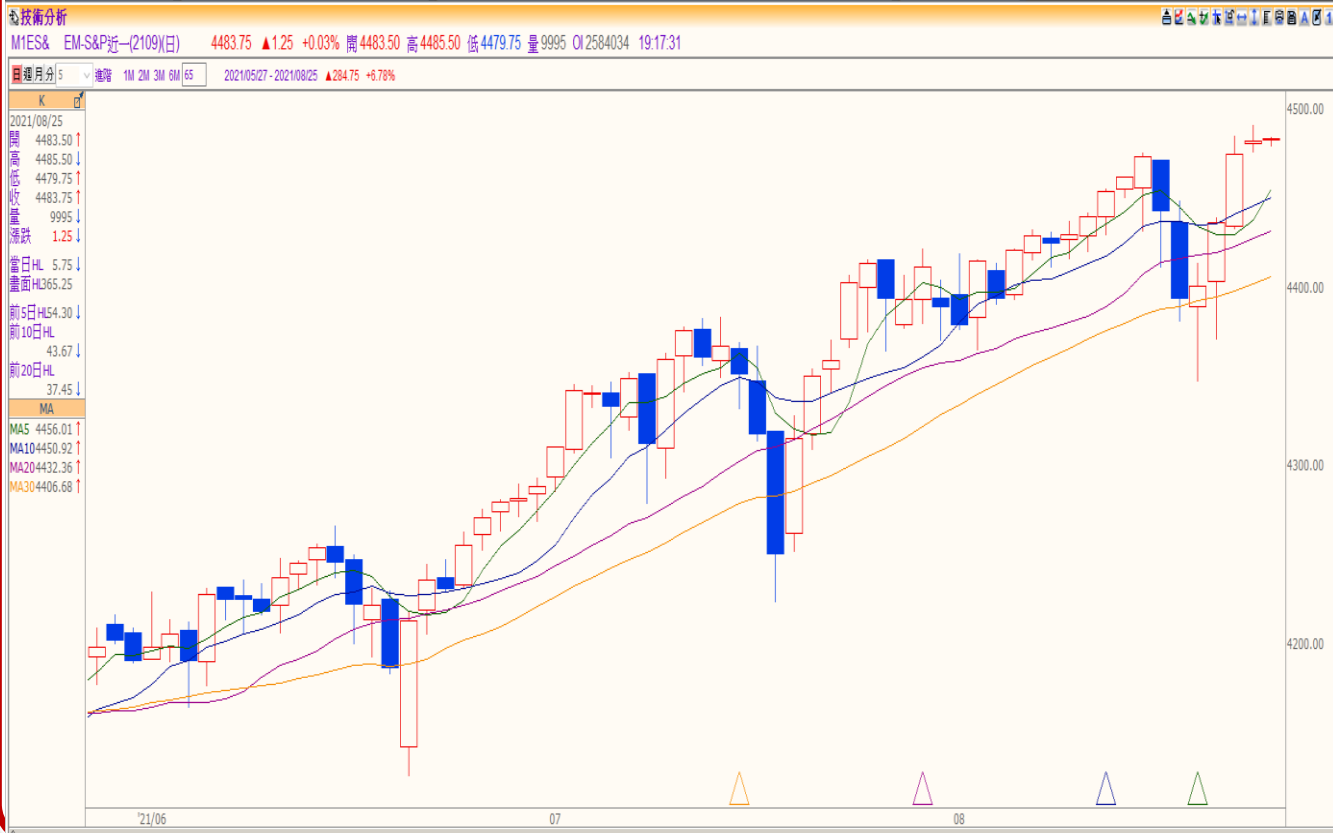 技術分析
M1ES& EM-S&P近一(2109)(日) 4483.75 ▲1.25 +0.03% 開4483.50 高4485.50 低4479.75 量9995 OI2584034 19:17:31
日週月分 5 進階 1M 2M 3M 6M 65 2021/05/27 - 2021/08/25 ▲284.75 +6.78%
K
2021/08/25
開 4483.50↑
高 4485.50↓
低 4479.75↑
收 4483.75↑
量 9995↓
漲跌 1.25↓
當日HL 5.75↓
畫面HL365.25
前5日HL54.30↓
前10日HL
43.67↓
前20日HL
37.45↓
MA
MA5 4456.01↑
MA10 4450.92↑
MA20 4432.36↑
MA30 4406.68↑
4500.00
4400.00
4300.00
4200.00
'21/06 07 08